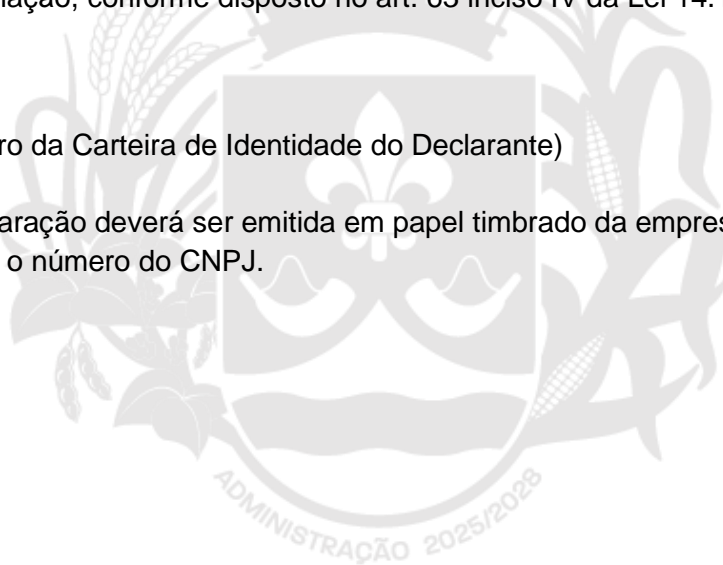 nação, conforme disposto no art. 63 inciso IV da Lei 14.
ro da Carteira de Identidade do Declarante)
aração deverá ser emitida em papel timbrado da empres
o número do CNPJ.
ADMINISTRAÇÃO 2025/2028